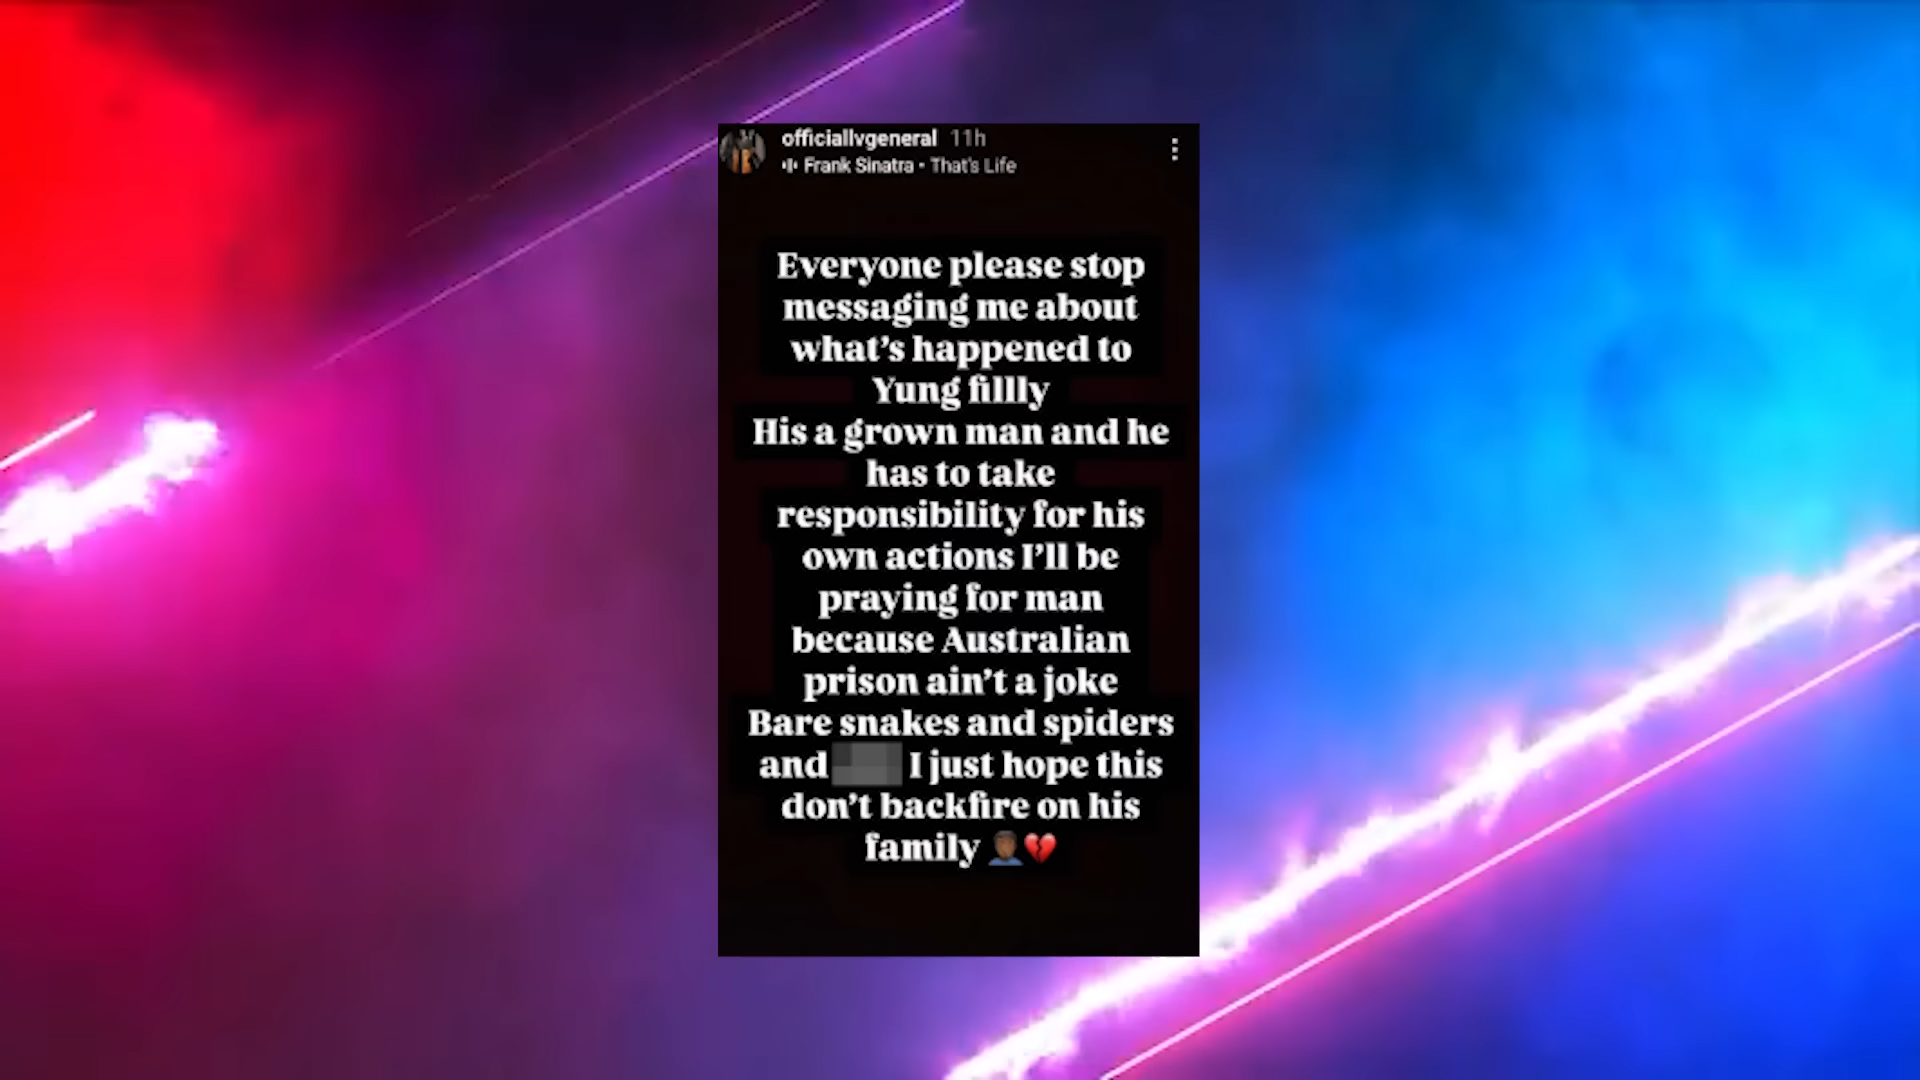 officiallvgeneral 11h
Frank Sinatra • That's Life
Everyone please stop
messaging me about
what's happened to
Yung fillly
His a grown man and he
has to take
responsibility for his
own actions I'll be
praying for man
because Australian
prison ain't a joke
Bare snakes and spiders
and I just hope this
don't backfire on his
family